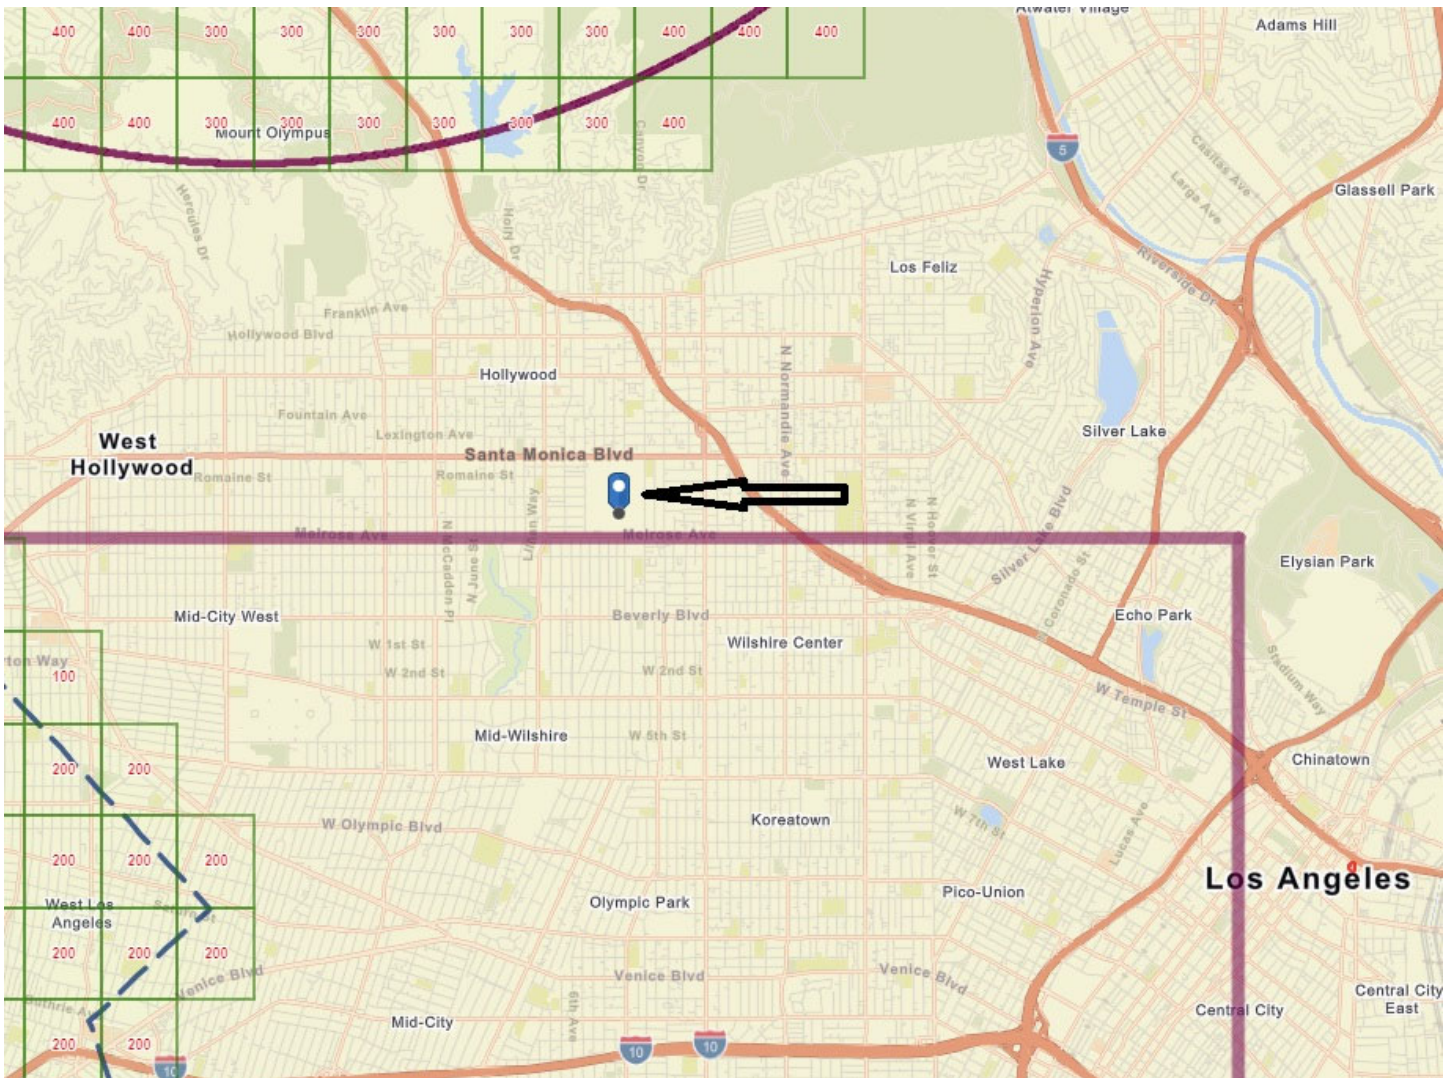 Atwater Village
400 400 300 300 300 300 300 300 400 400 400
Adams Hill
400 400 300 300 300 300 300 300 400
Mount Olympus
Canyon Dr
5
Casitas Ave
Larga Ave
Glassell Park
Hercules Dr
Holly Dr
Los Feliz
Riverside Dr
Hyperion Ave
Franklin Ave
Hollywood Blvd
Hollywood
N Normandie Ave
Fountain Ave
Lexington Ave
Silver Lake
West
Hollywood
Santa Monica Blvd
Romaine St
Romaine St
Lillian Way
N Virgil Ave
N Hoover St
Silver Lake Blvd
Melrose Ave
Melrose Ave
N McCadden Pl
N June St
N Coronado St
Elysian Park
Mid-City West
Beverly Blvd
Echo Park
W 1st St
Wilshire Center
rton Way
100
W 2nd St
W 2nd St
Stadium Way
W Temple St
Mid-Wilshire
W 5th St
200 200
West Lake
Chinatown
W Olympic Blvd
Koreatown
W 7th St
Lucas Ave
200 200 200
Los Angeles
Pico-Union
West Los
Angeles
Saturn St
Olympic Park
200 200 200
Venice Blvd
Venice Blvd
Venice Blvd
Guthrie A
6th Ave
Mid-City
Central City
Central City
East
200 200
10
10
10